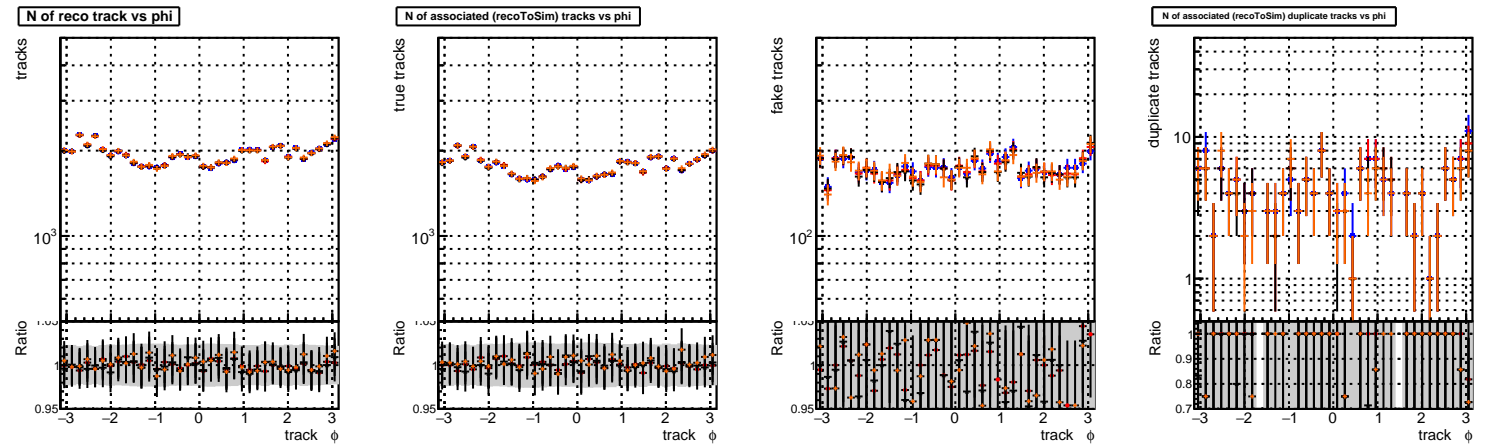 N of reco track vs phi
tracks
10³
Ratio
1.05
1
0.95
−3 −2 −1 0 1 2 3
track ϕ
N of associated (recoToSim) tracks vs phi
true tracks
10³
Ratio
1.05
1
0.95
−3 −2 −1 0 1 2 3
track ϕ
fake tracks
10²
Ratio
1.05
1
0.95
−3 −2 −1 0 1 2 3
track ϕ
N of associated (recoToSim) duplicate tracks vs phi
duplicate tracks
10
1
Ratio
1
0.9
0.8
0.7
−3 −2 −1 0 1 2 3
track ϕ